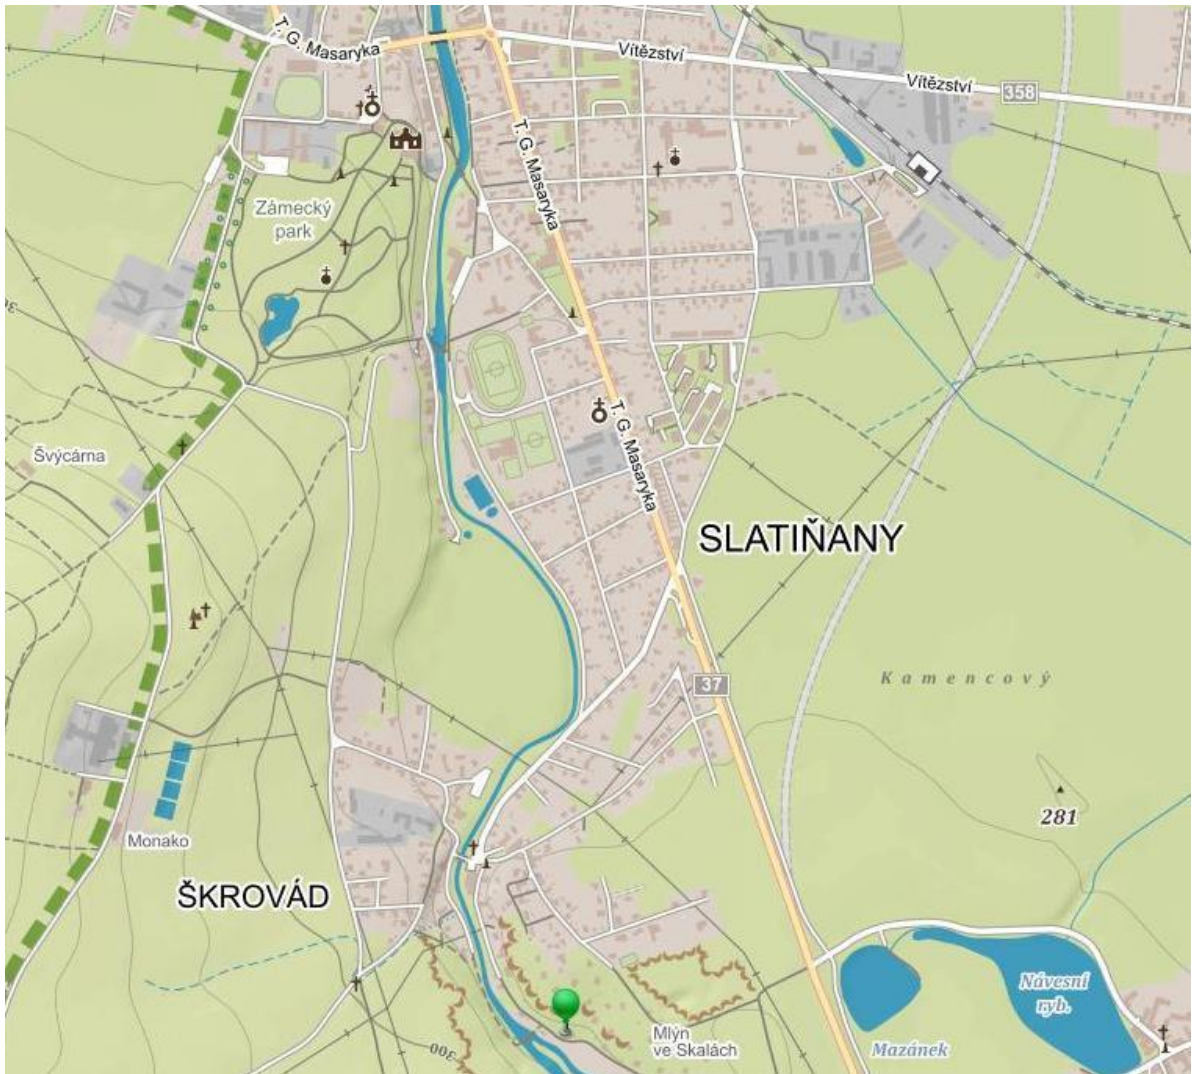 T. G. Masaryka
Vítězství
Vítězství
358
T. G. Masaryka
Zámecký
park
300
T. G. Masaryka
Švýcárna
SLATIŇANY
Kamencový
37
281
Monako
ŠKROVÁD
Návesní
ryb.
Mlýn
ve Skalách
Mazánek
300